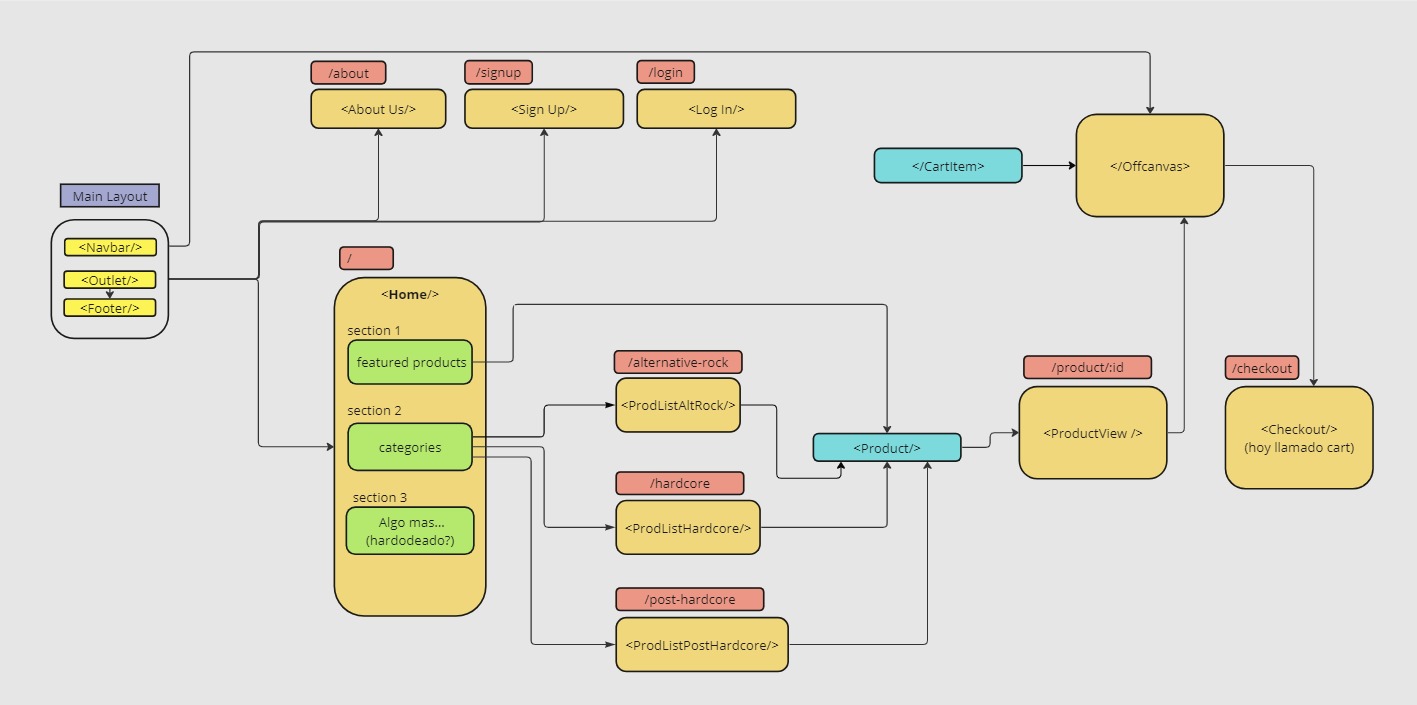 /about
/signup
/login
<About Us/>
<Sign Up/>
<Log In/>
</CartItem>
</Offcanvas>
Main Layout
<Navbar/>
<Outlet/>
<Footer/>
/
<Home/>
section 1
featured products
section 2
categories
section 3
Algo mas...
(hardodeado?)
/alternative-rock
<ProdListAltRock/>
/hardcore
<ProdListHardcore/>
/post-hardcore
<ProdListPostHardcore/>
<Product/>
/product/:id
<ProductView />
/checkout
<Checkout/>
(hoy llamado cart)